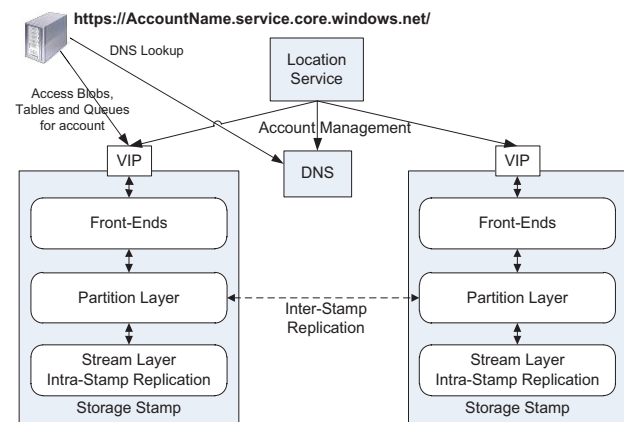 https://AccountName.service.core.windows.net/
DNS Lookup
Location
Service
Access Blobs,
Tables and Queues
for account
Account Management
VIP
DNS
VIP
Front-Ends
Front-Ends
Partition Layer
Inter-Stamp
Replication
Partition Layer
Stream Layer
Intra-Stamp Replication
Stream Layer
Intra-Stamp Replication
Storage Stamp
Storage Stamp